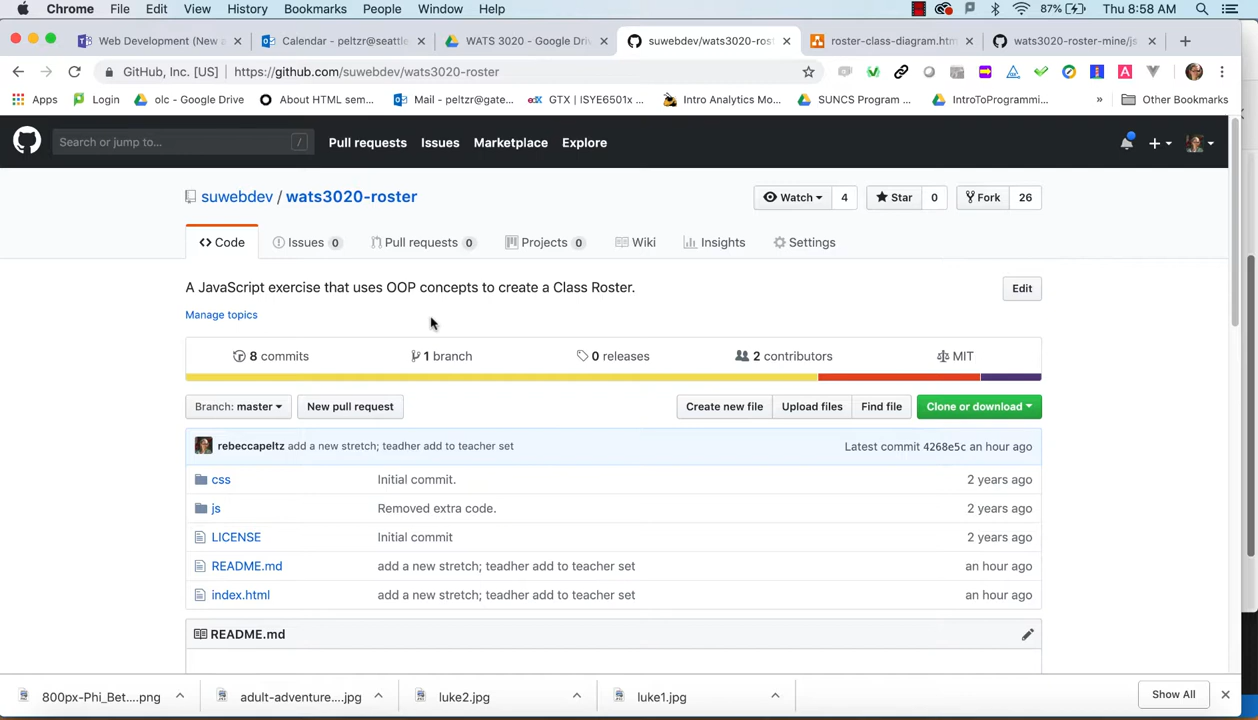 Chrome File Edit View History Bookmarks People Window Help 87% Thu 8:58 AM
Web Development (New a Calendar - peltzr@seattle WATS 3020 - Google Driv suwebdev/wats3020-rost roster-class-diagram.htm wats3020-roster-mine/js
GitHub, Inc. [US] https://github.com/suwebdev/wats3020-roster
Apps Login olc - Google Drive About HTML sem... Mail - peltzr@gate... GTX | ISYE6501x ... Intro Analytics Mo... SUNCS Program ... IntroToProgrammi... » Other Bookmarks
Search or jump to... / Pull requests Issues Marketplace Explore
suwebdev / wats3020-roster Watch 4 Star 0 Fork 26
Code Issues 0 Pull requests 0 Projects 0 Wiki Insights Settings
A JavaScript exercise that uses OOP concepts to create a Class Roster. Edit
Manage topics
8 commits 1 branch 0 releases 2 contributors MIT
Branch: master New pull request Create new file Upload files Find file Clone or download
rebeccapeltz add a new stretch; teadher add to teacher set Latest commit 4268e5c an hour ago
css Initial commit. 2 years ago
js Removed extra code. 2 years ago
LICENSE Initial commit 2 years ago
README.md add a new stretch; teadher add to teacher set an hour ago
index.html add a new stretch; teadher add to teacher set an hour ago
README.md
800px-Phi_Bet....png adult-adventure....jpg luke2.jpg luke1.jpg Show All